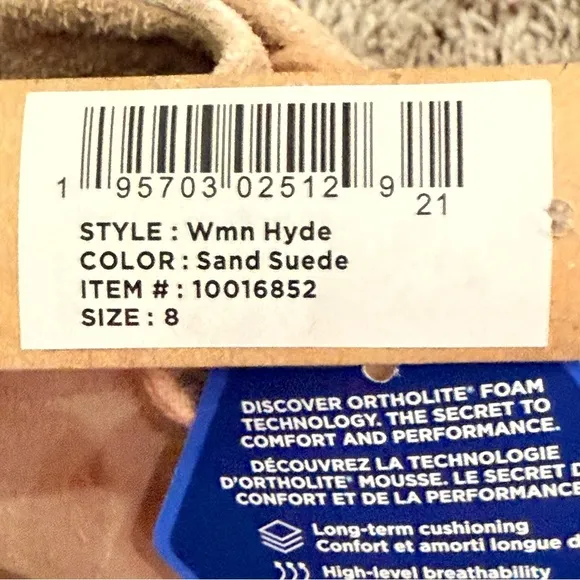 1 95703 02512 9 21
STYLE : Wmn Hyde
COLOR : Sand Suede
ITEM # : 10016852
SIZE : 8
DISCOVER ORTHOLITE® FOAM
TECHNOLOGY. THE SECRET TO
COMFORT AND PERFORMANCE.
DÉCOUVREZ LA TECHNOLOGIE
D'ORTHOLITE® MOUSSE. LE SECRET D
CONFORT ET DE LA PERFORMANCE
Long-term cushioning
Confort et amorti longue d
High-level breathability